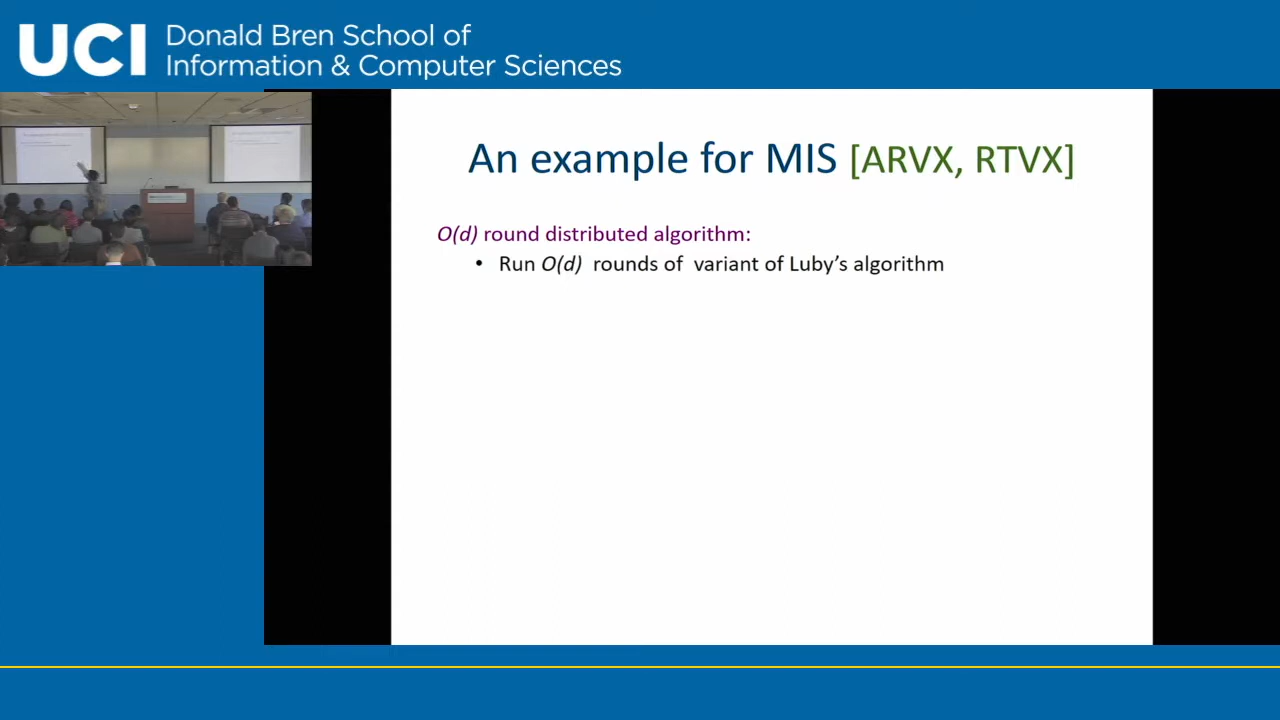 UCI Donald Bren School of
Information & Computer Sciences
An example for MIS [ARVX, RTVX]
O(d) round distributed algorithm:
• Run O(d) rounds of variant of Luby’s algorithm